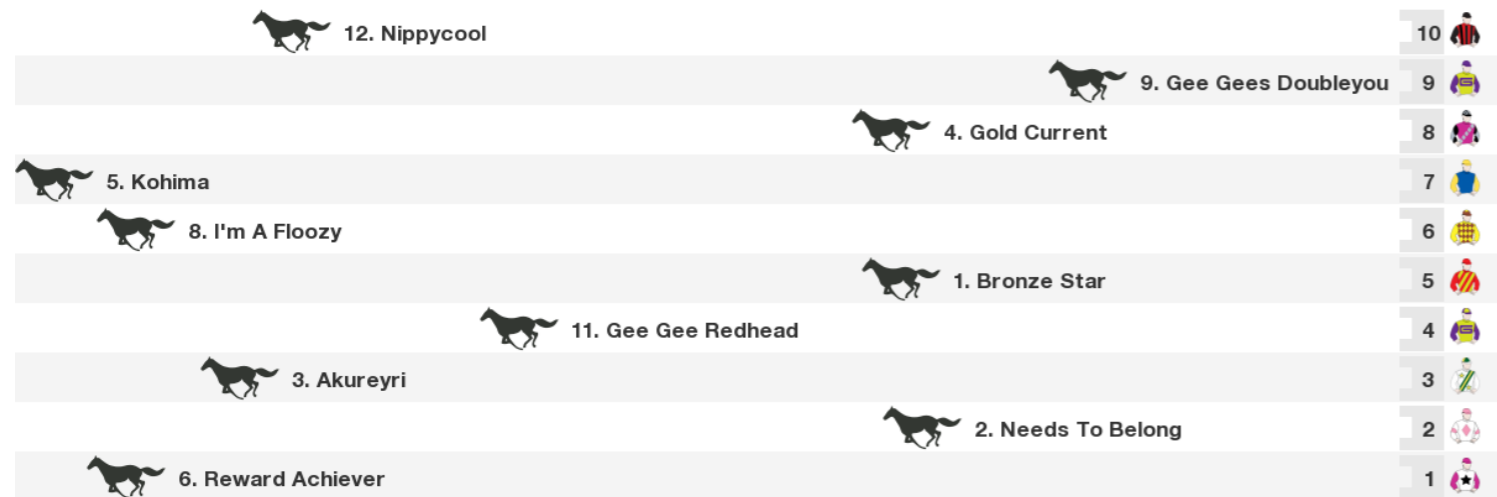 12. Nippycool 10
9. Gee Gees Doubleyou 9
4. Gold Current 8
5. Kohima 7
8. I'm A Floozy 6
1. Bronze Star 5
11. Gee Gee Redhead 4
3. Akureyri 3
2. Needs To Belong 2
6. Reward Achiever 1